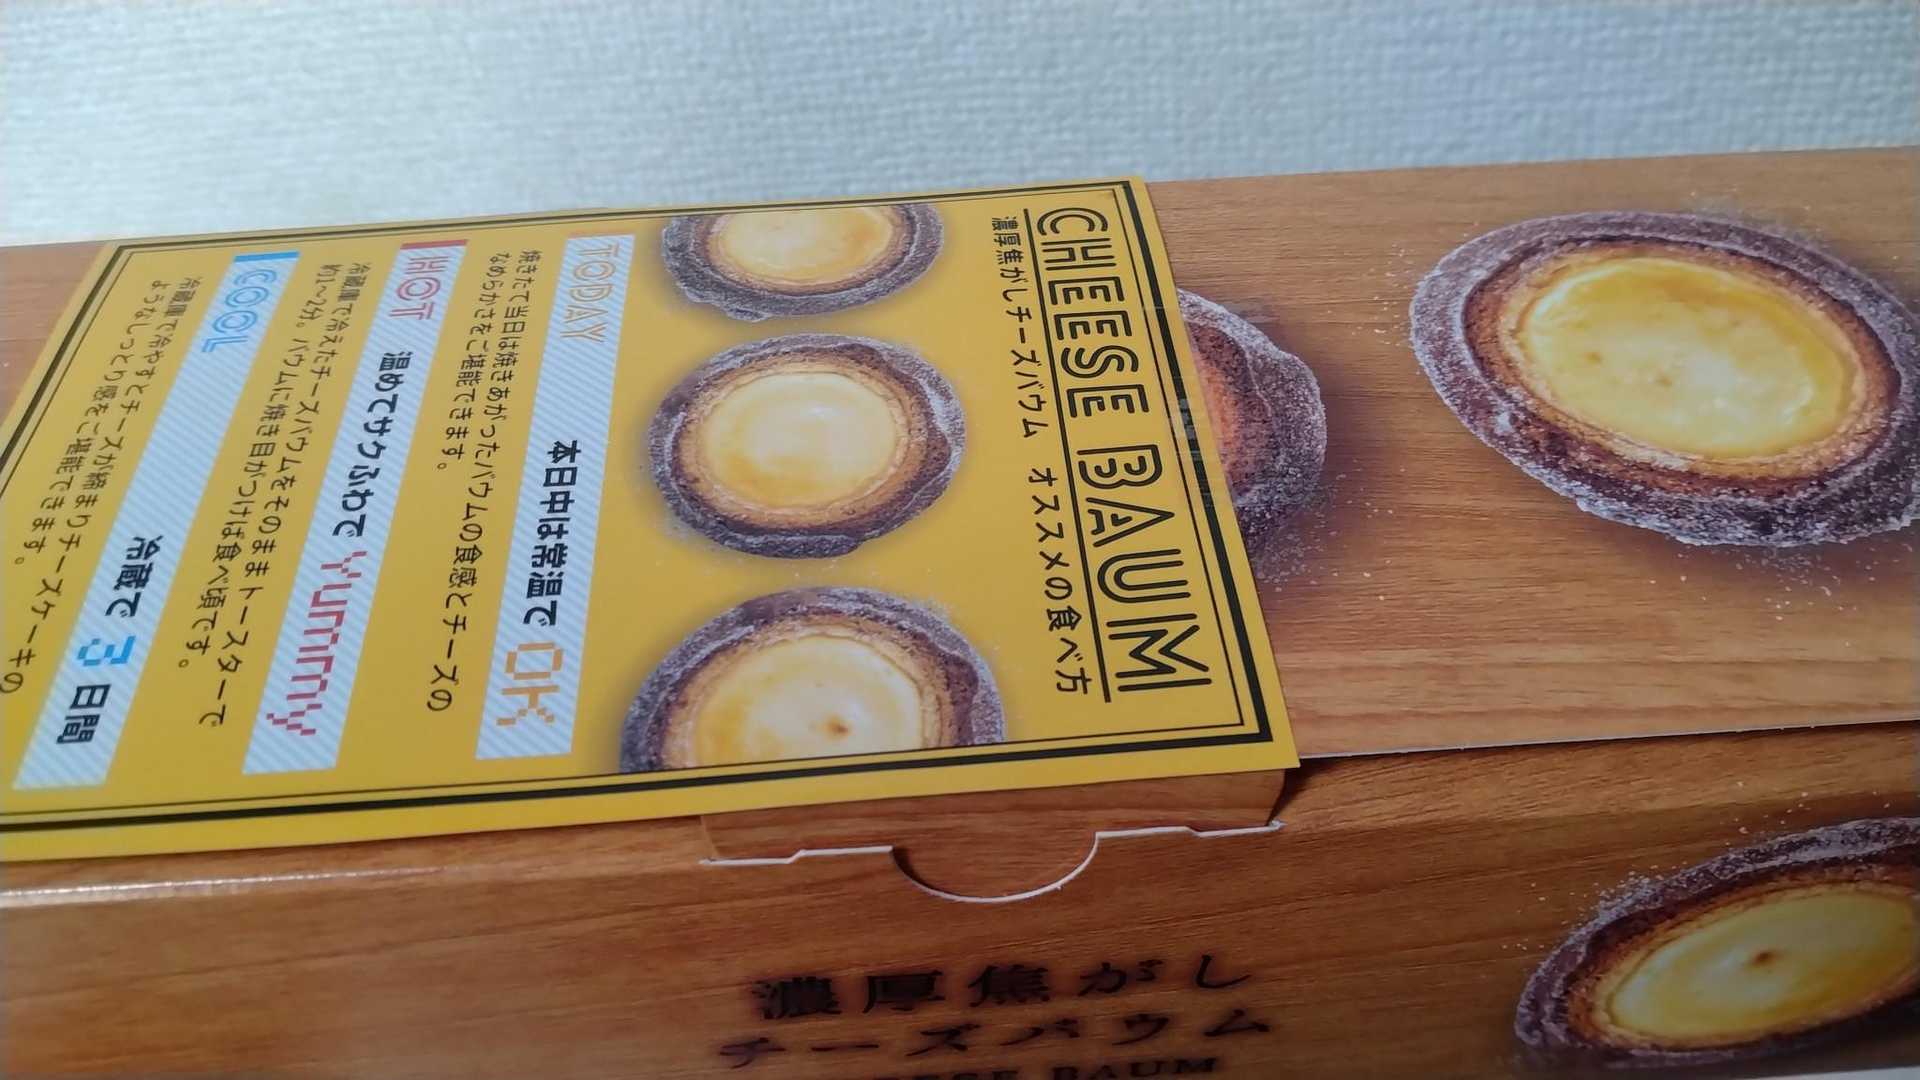 CHEESE BAUM
濃厚焦がしチーズバウム オススメの食べ方
TODAY 本日中は常温で OK
焼きたて当日は焼きあがったバウムの食感とチーズの
なめらかさをご堪能できます。
HOT 温めてサクふわで Yummy
冷蔵庫で冷えたチーズバウムをそのままトースターで
約1~2分。バウムに焼き目がつけば食べ頃です。
COOL 冷蔵で 3 日間
冷蔵庫で冷やすとチーズが締まりチーズケーキの
ようなしっとり感をご堪能できます。
濃厚焦がし
チーズバウム
BAUM